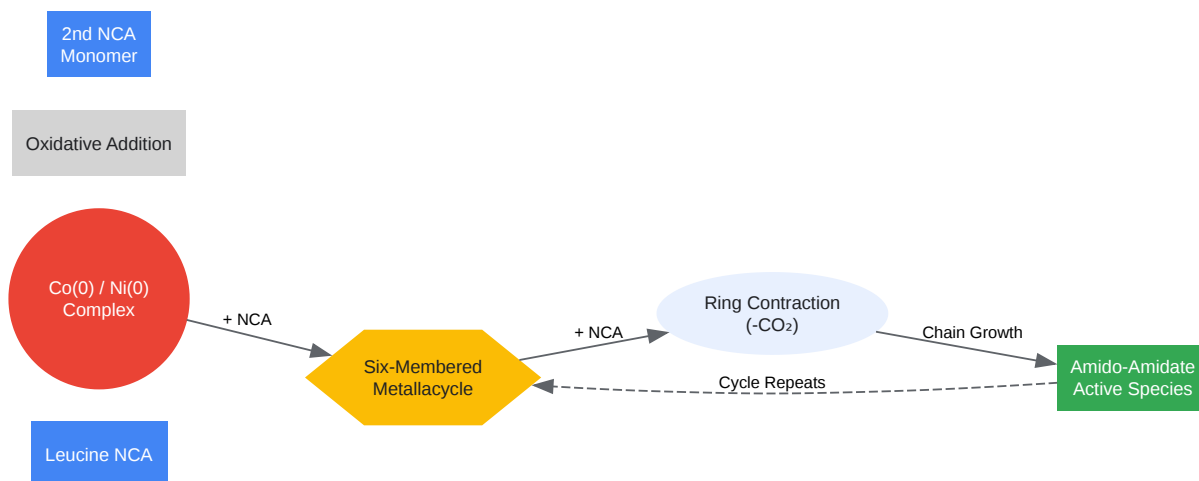 2nd NCA
Monomer
Oxidative Addition
Co(0) / Ni(0)
Complex
Leucine NCA
+ NCA
Six-Membered
Metallacycle
+ NCA
Ring Contraction
(-CO₂)
Chain Growth
Cycle Repeats
Amido-Amidate
Active Species